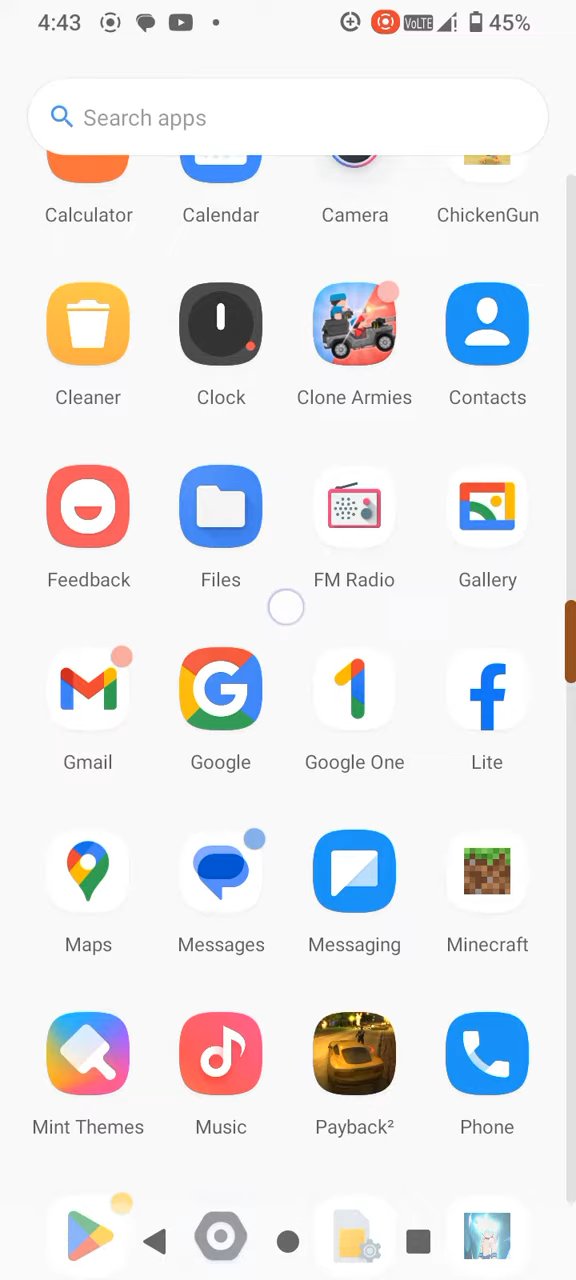 4:43 VoLTE 45%
Search apps
Calculator Calendar Camera ChickenGun
Cleaner Clock Clone Armies Contacts
Feedback Files FM Radio Gallery
Gmail Google Google One Lite
Maps Messages Messaging Minecraft
Mint Themes Music Payback² Phone